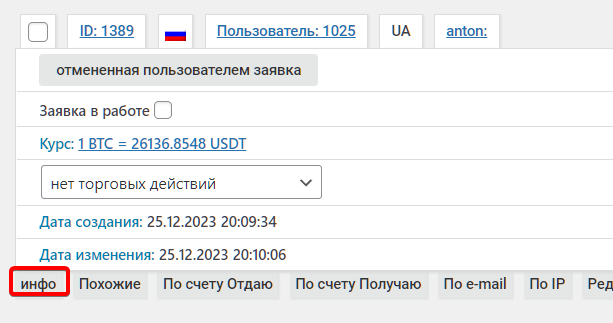 ID: 1389 Пользователь: 1025 UA anton:
отмененная пользователем заявка
Заявка в работе
Курс: 1 BTC = 26136.8548 USDT
нет торговых действий
Дата создания: 25.12.2023 20:09:34
Дата изменения: 25.12.2023 20:10:06
инфо Похожие По счету Отдаю По счету Получаю По e-mail По IP Ред